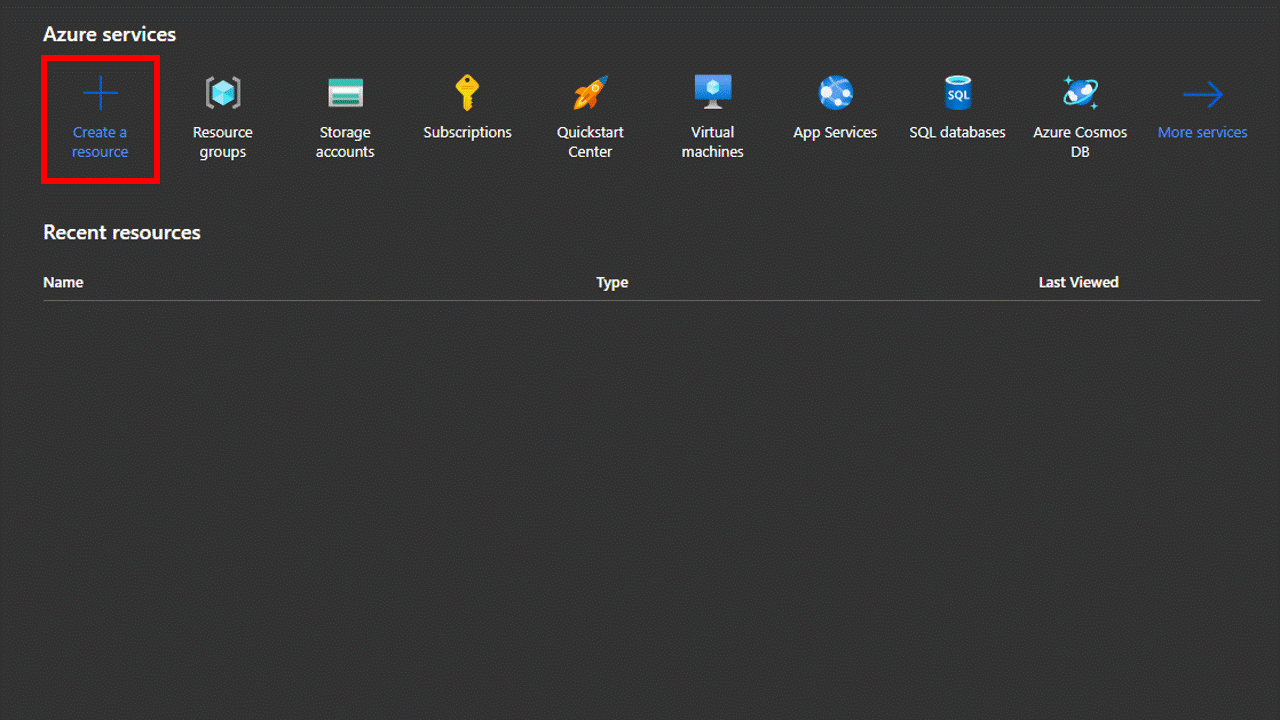 Azure services
Create a
resource
Resource
groups
Storage
accounts
Subscriptions
Quickstart
Center
SQL
Virtual
machines
App Services
SQL databases
Azure Cosmos
DB
More services
Recent resources
Name Type Last Viewed